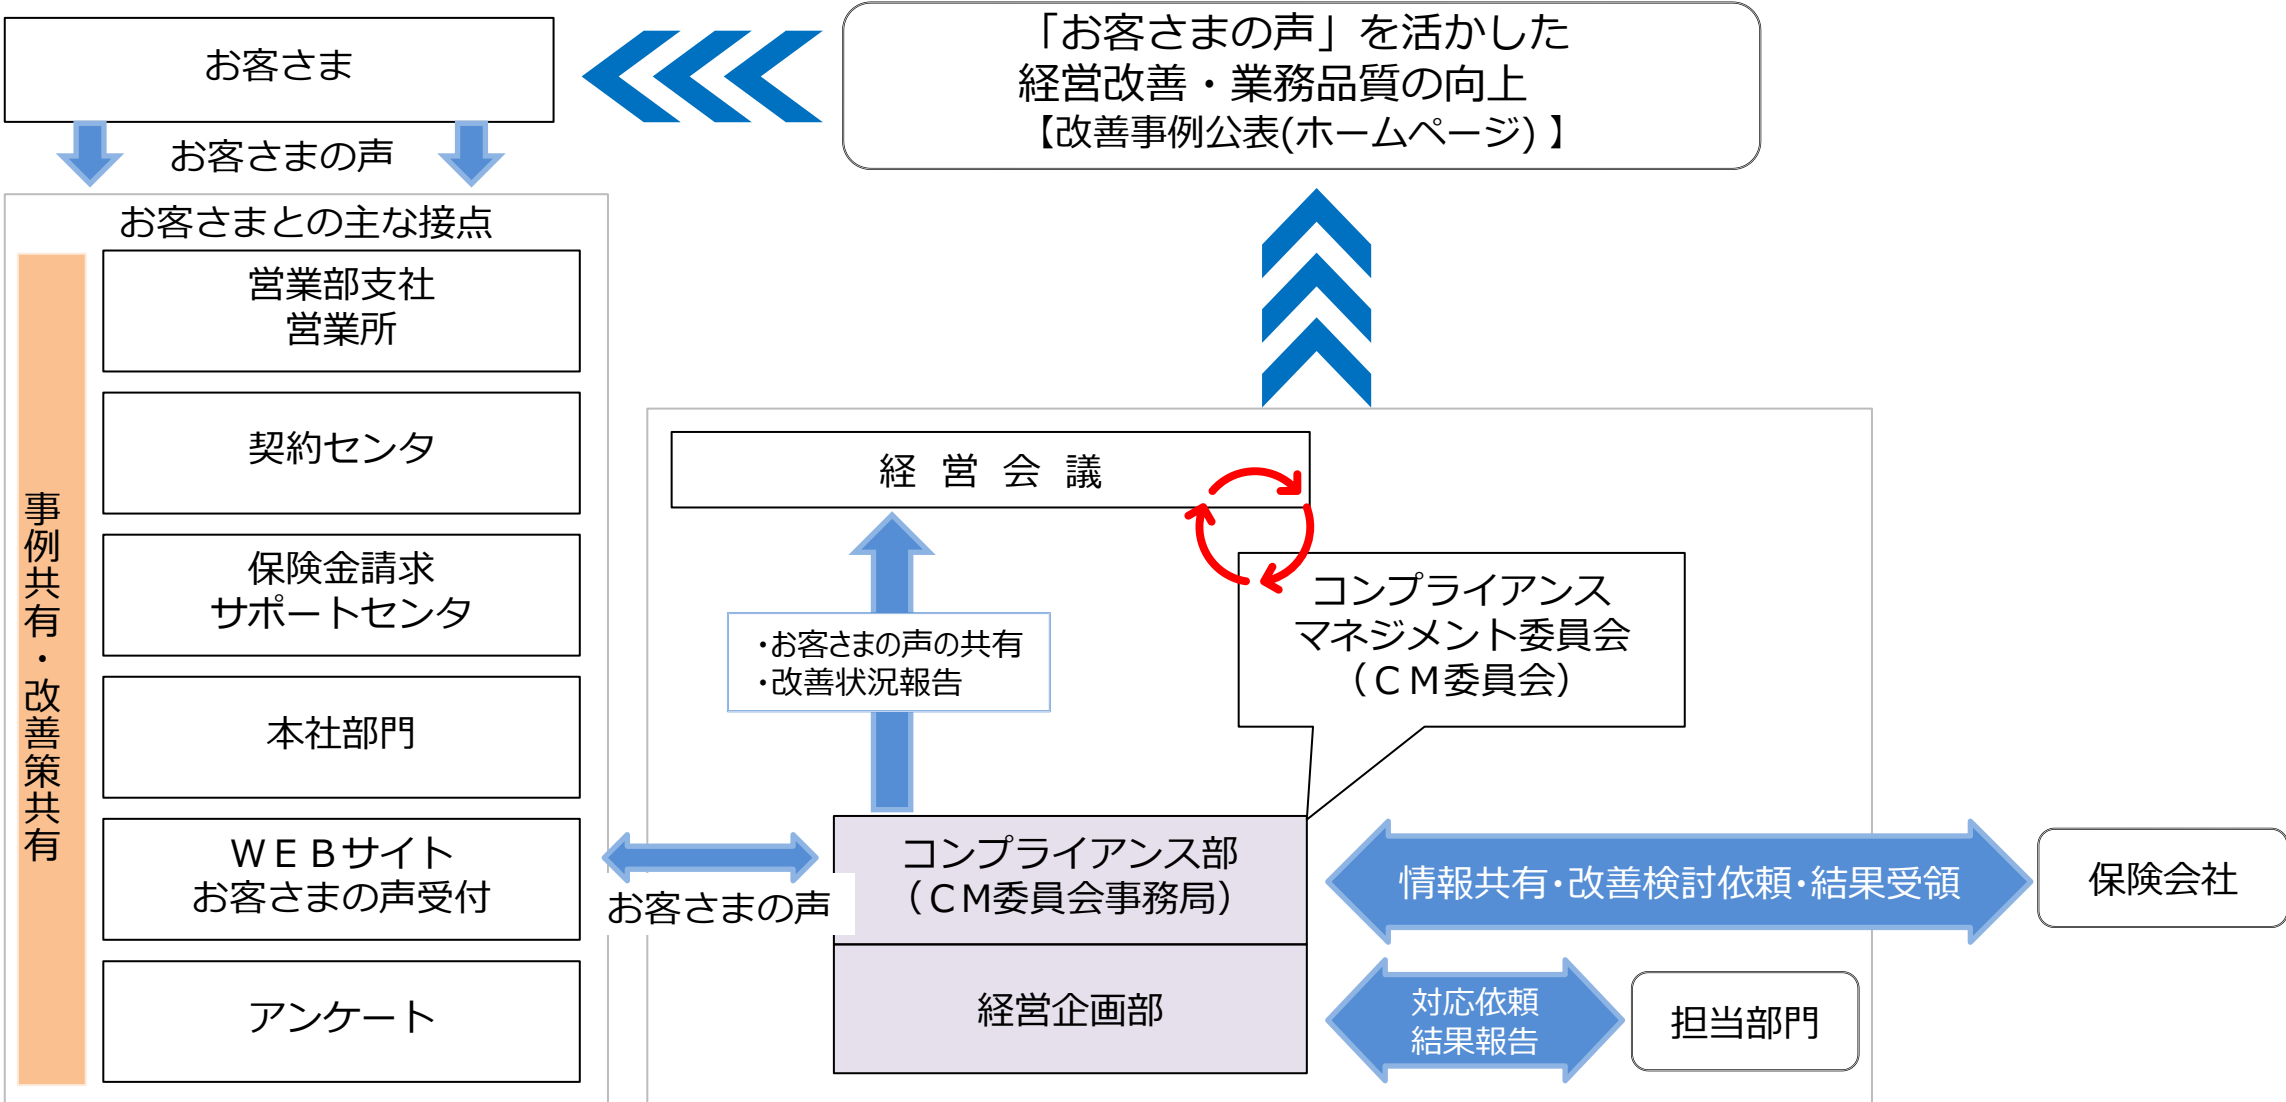 お客さま
「お客さまの声」を活かした
経営改善・業務品質の向上
【改善事例公表(ホームページ) 】
お客さまの声
お客さまとの主な接点
事例共有・改善策共有
営業部支社
営業所
契約センタ
保険金請求
サポートセンタ
本社部門
ＷＥＢサイト
お客さまの声受付
アンケート
経 営 会 議
・お客さまの声の共有
・改善状況報告
コンプライアンス
マネジメント委員会
（ＣＭ委員会）
お客さまの声
コンプライアンス部
（ＣＭ委員会事務局）
経営企画部
情報共有・改善検討依頼・結果受領
保険会社
対応依頼
結果報告
担当部門